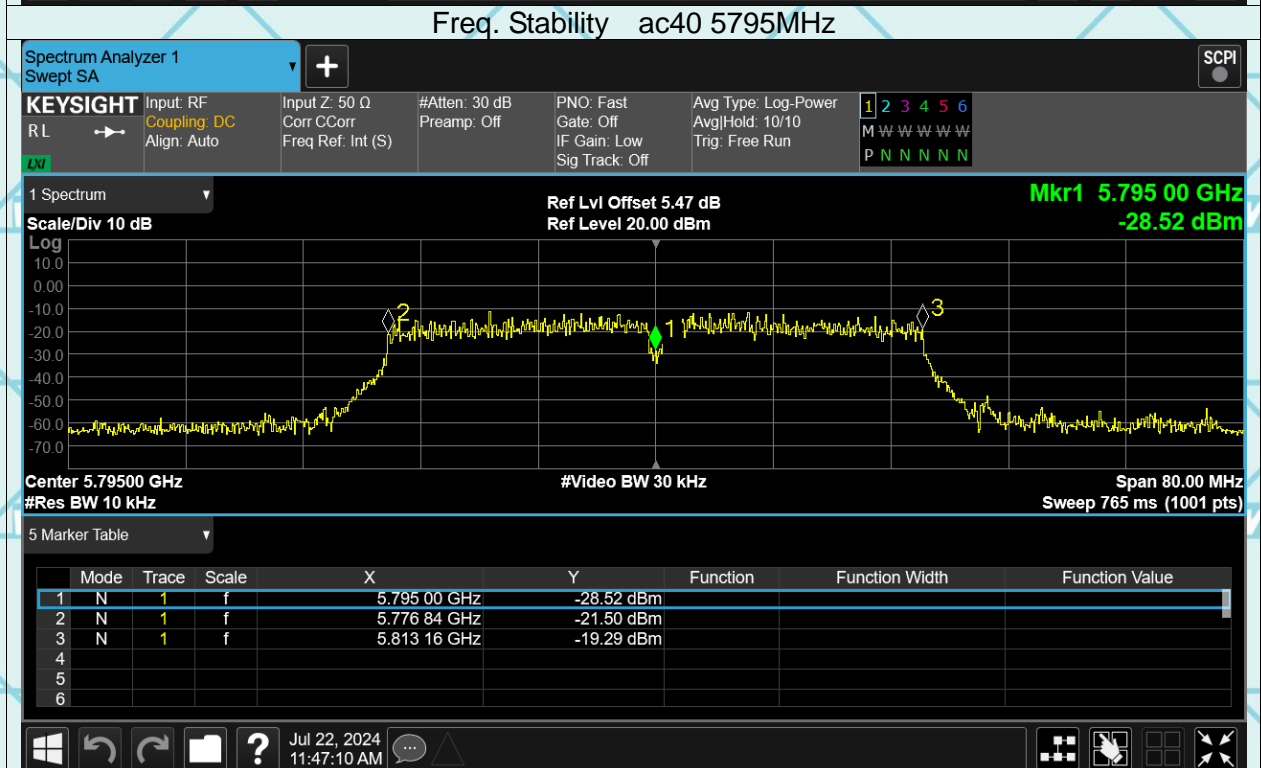 Freq. Stability ac40 5795MHz
Spectrum Analyzer 1
Swept SA
SCPI
KEYSIGHT
R L
LXI
Input: RF
Coupling: DC
Align: Auto
Input Z: 50 Ω
Corr CCorr
Freq Ref: Int (S)
#Atten: 30 dB
Preamp: Off
PNO: Fast
Gate: Off
IF Gain: Low
Sig Track: Off
Avg Type: Log-Power
Avg|Hold: 10/10
Trig: Free Run
1 2 3 4 5 6
M W W W W W
P N N N N N
1 Spectrum
Scale/Div 10 dB
Ref Lvl Offset 5.47 dB
Ref Level 20.00 dBm
Mkr1 5.795 00 GHz
-28.52 dBm
Log
10.0
0.00
-10.0
-20.0
-30.0
-40.0
-50.0
-60.0
-70.0
2
1
3
Center 5.79500 GHz
#Video BW 30 kHz
Span 80.00 MHz
#Res BW 10 kHz
Sweep 765 ms (1001 pts)
5 Marker Table
Mode Trace Scale X Y Function Function Width Function Value
1 N 1 f 5.795 00 GHz -28.52 dBm
2 N 1 f 5.776 84 GHz -21.50 dBm
3 N 1 f 5.813 16 GHz -19.29 dBm
4
5
6
?
Jul 22, 2024
11:47:10 AM